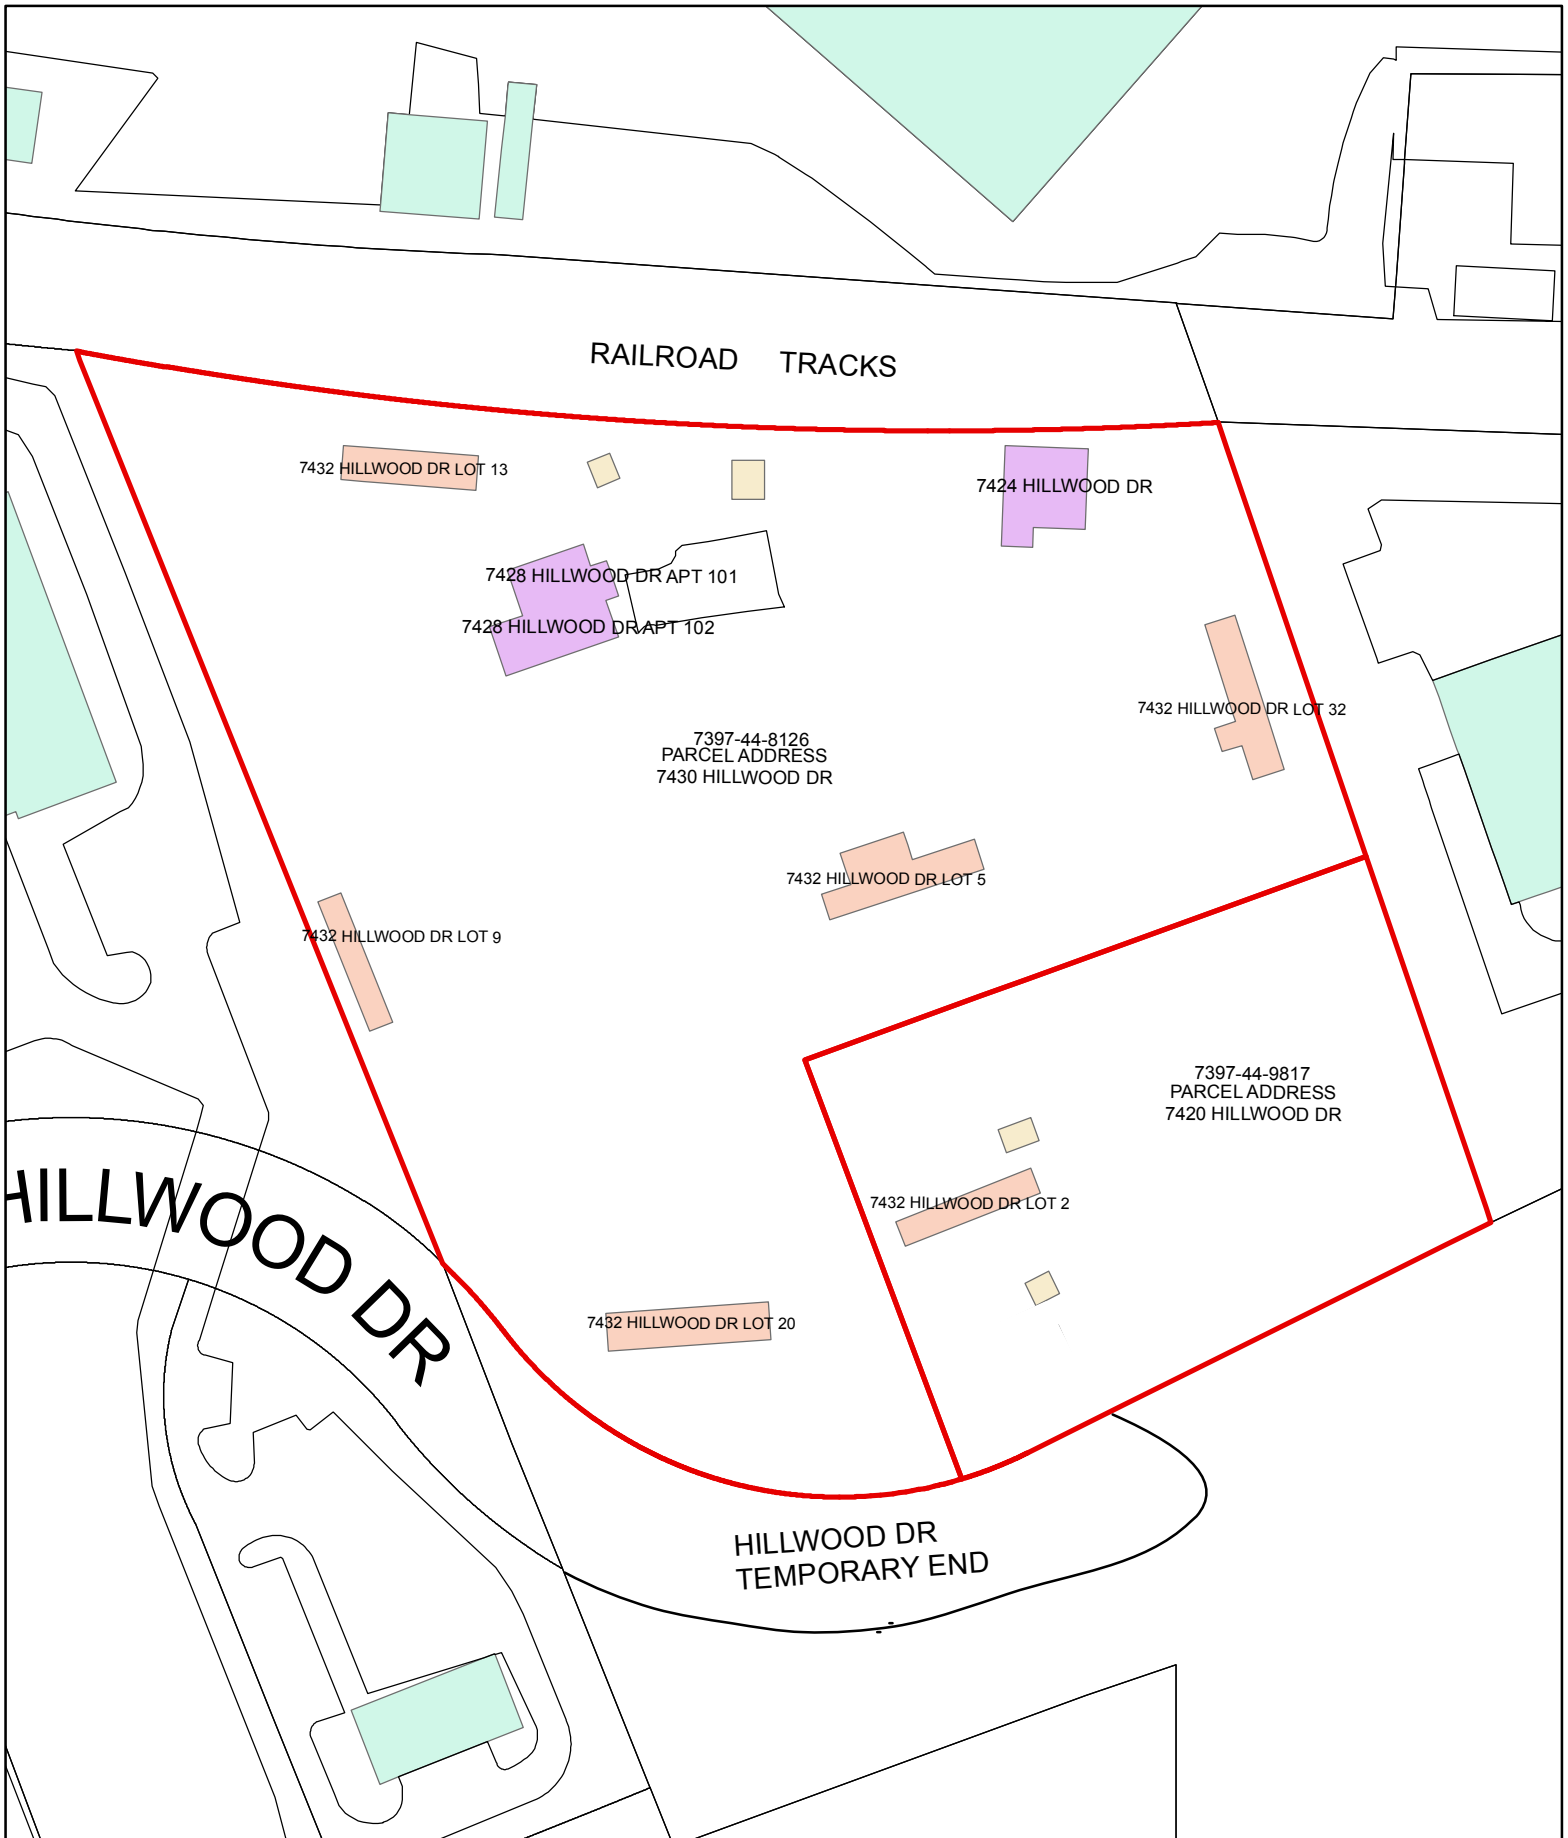 RAILROAD TRACKS
7432 HILLWOOD DR LOT 13
7424 HILLWOOD DR
7428 HILLWOOD DR APT 101
7428 HILLWOOD DR APT 102
7432 HILLWOOD DR LOT 32
7397-44-8126
PARCEL ADDRESS
7430 HILLWOOD DR
7432 HILLWOOD DR LOT 5
7432 HILLWOOD DR LOT 9
7397-44-9817
PARCEL ADDRESS
7420 HILLWOOD DR
HILLWOOD DR
7432 HILLWOOD DR LOT 2
7432 HILLWOOD DR LOT 20
HILLWOOD DR
TEMPORARY END